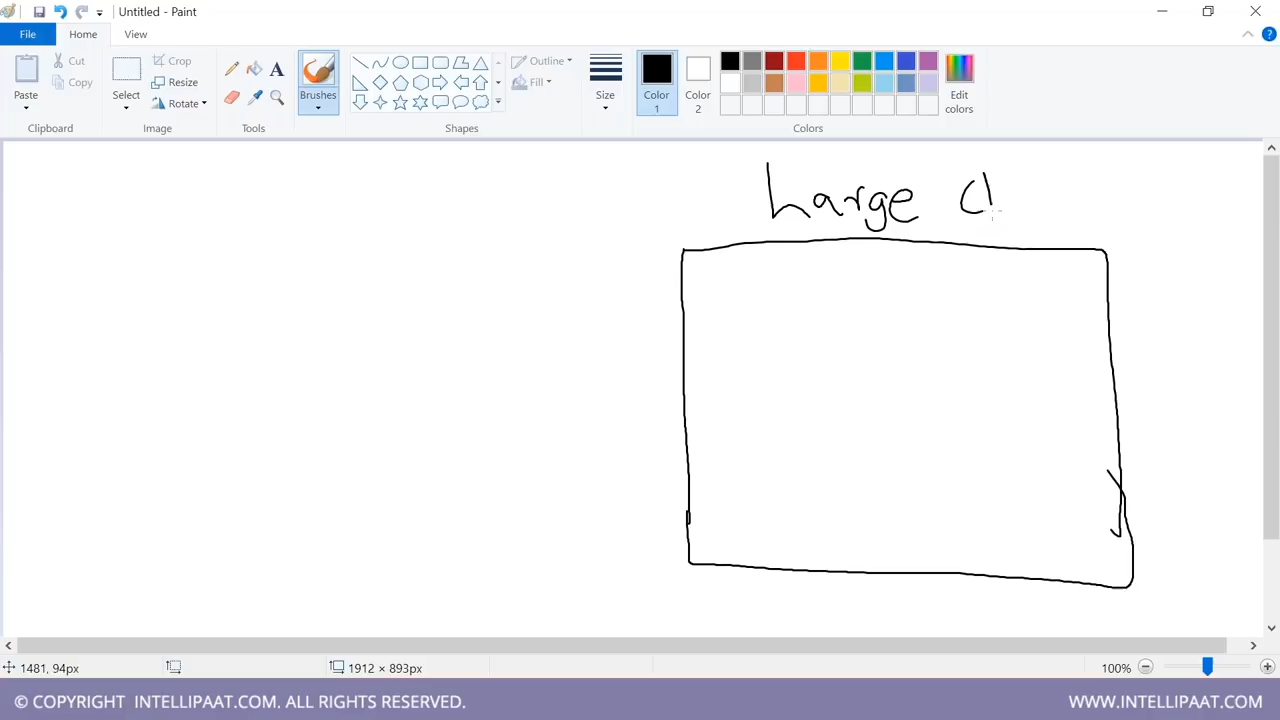 Untitled - Paint
File
Home
View
Paste
Cut
Copy
Clipboard
Select
Crop
Resize
Rotate
Image
Tools
Brushes
Shapes
Outline
Fill
Size
Color 1
Color 2
Edit colors
Colors
Large d
1481, 94px
1912 × 893px
100%
© COPYRIGHT INTELLIPAAT.COM. ALL RIGHTS RESERVED.
WWW.INTELLIPAAT.COM